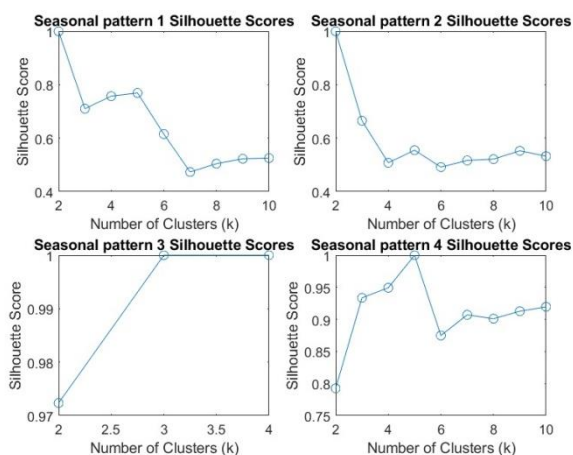 Seasonal pattern 1 Silhouette Scores
1
0.8
0.6
0.4
Silhouette Score
2 4 6 8 10
Number of Clusters (k)
Seasonal pattern 2 Silhouette Scores
1
0.8
0.6
0.4
Silhouette Score
2 4 6 8 10
Number of Clusters (k)
Seasonal pattern 3 Silhouette Scores
1
0.99
0.98
0.97
Silhouette Score
2 2.5 3 3.5 4
Number of Clusters (k)
Seasonal pattern 4 Silhouette Scores
1
0.95
0.9
0.85
0.8
0.75
Silhouette Score
2 4 6 8 10
Number of Clusters (k)